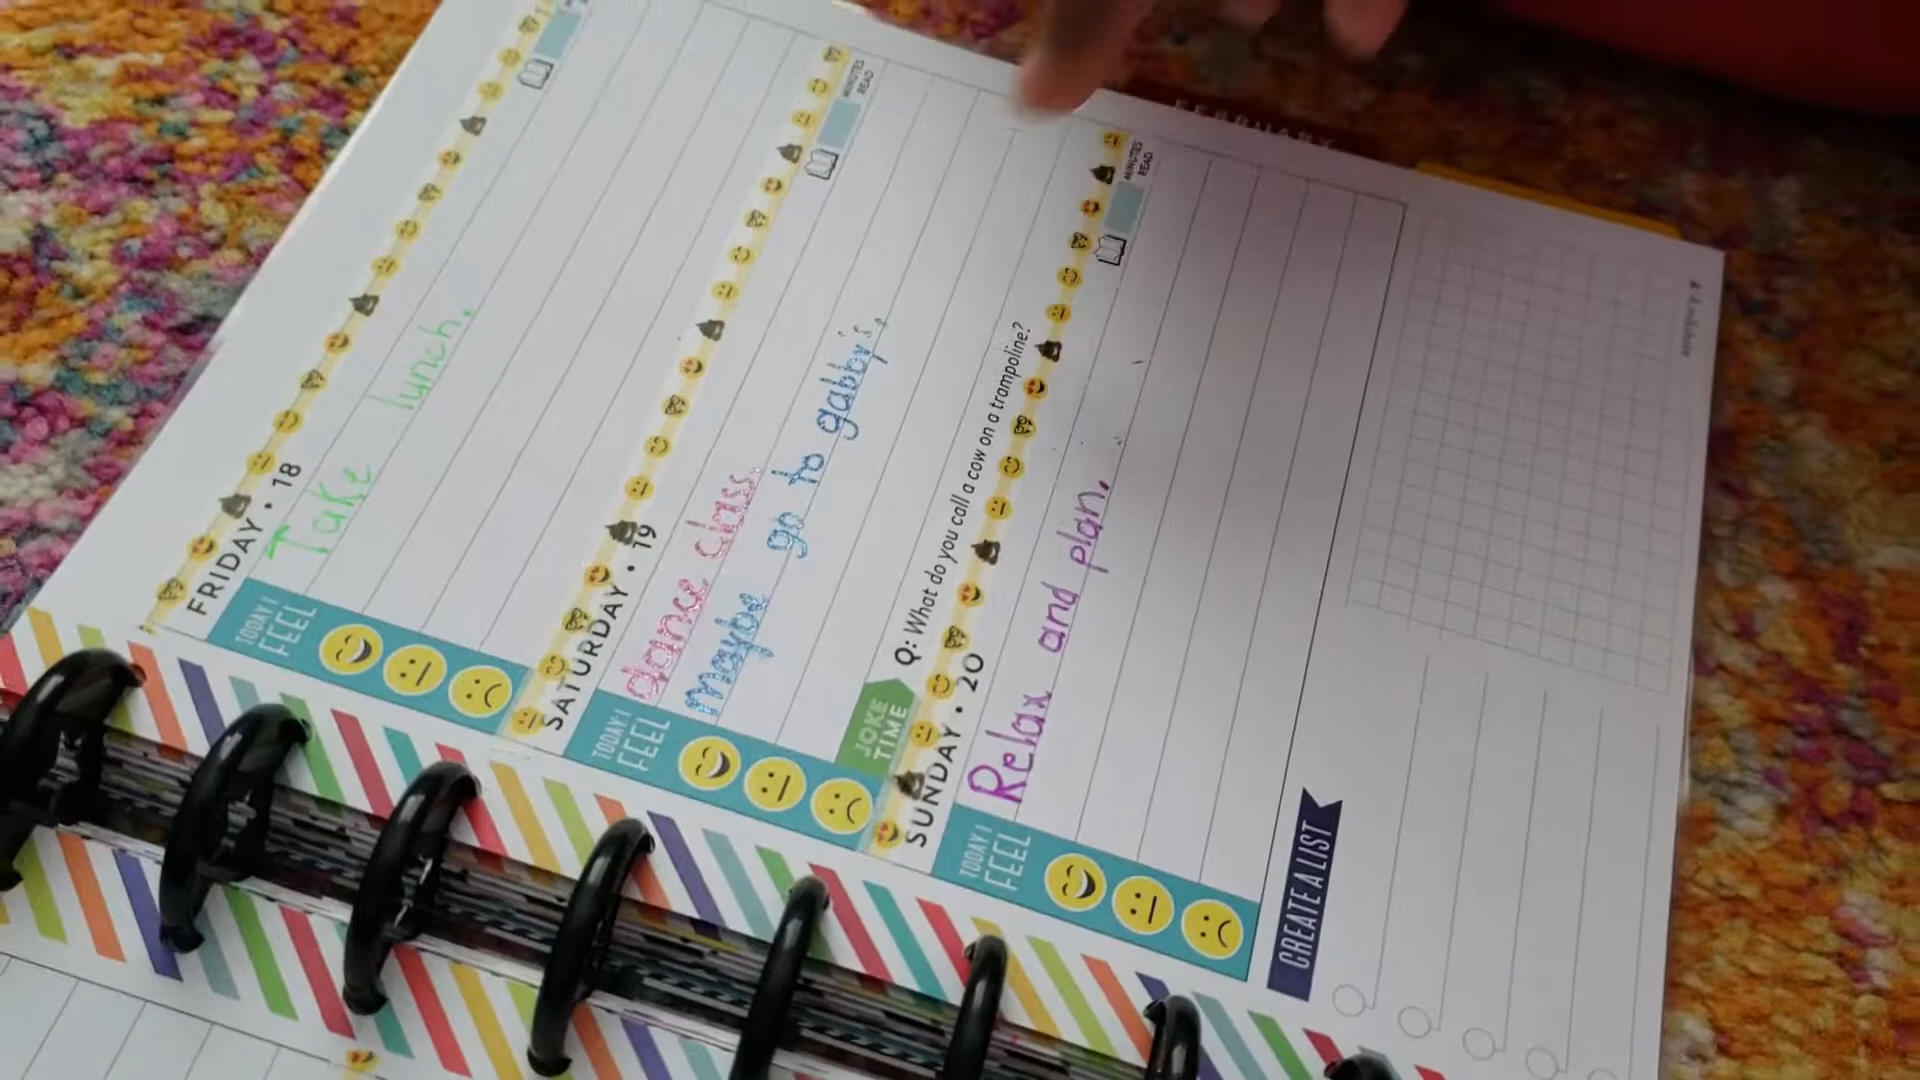 FEBRUARY
FRIDAY • 18
TODAY I FEEL
Take lunch.
SATURDAY • 19
MINUTES READ
TODAY I FEEL
dance class
maybe go to gabby's.
JOKE TIME
Q: What do you call a cow on a trampoline?
SUNDAY • 20
MINUTES READ
TODAY I FEEL
Relax and plan.
CREATE A LIST